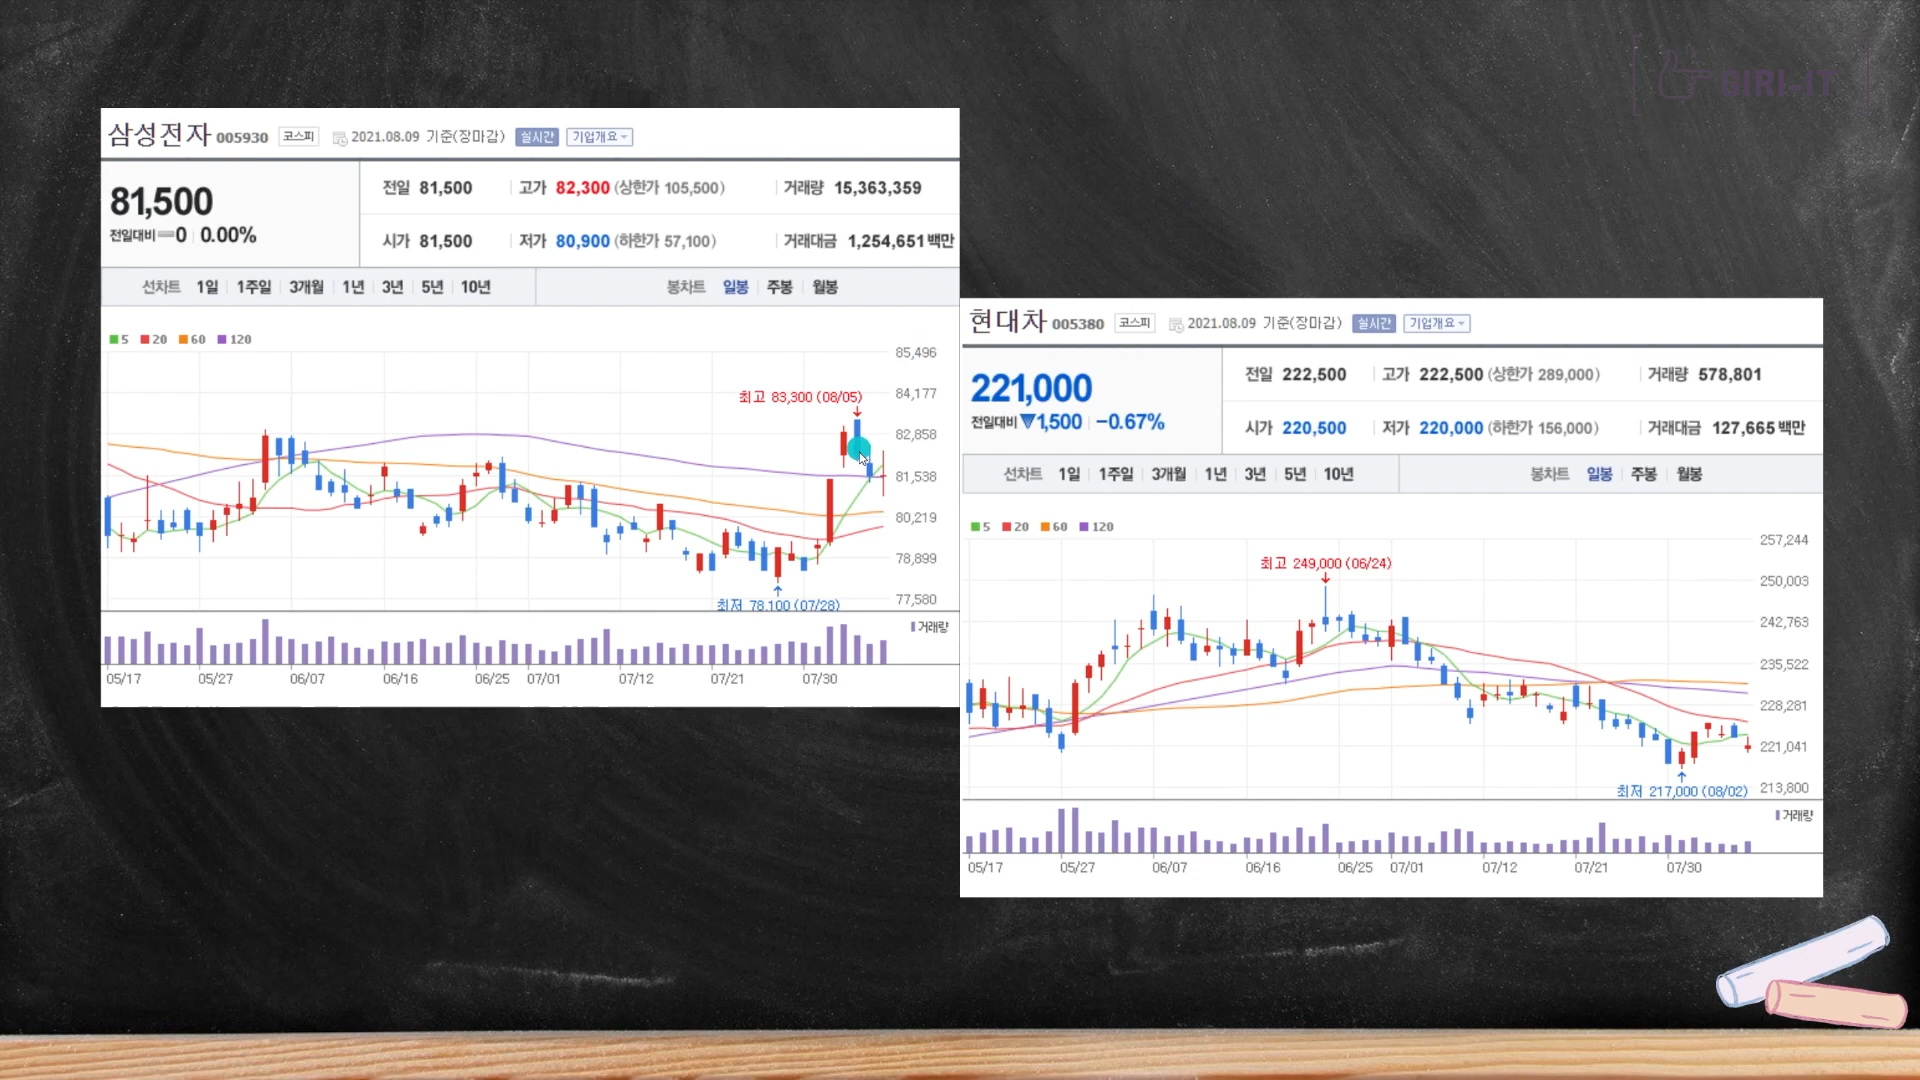 GIRL-IT
삼성전자 005930 코스피 2021.08.09 기준(장마감) 실시간 기업개요
81,500
전일대비 0 0.00%
전일 81,500 고가 82,300 (상한가 105,500) 거래량 15,363,359
시가 81,500 저가 80,900 (하한가 57,100) 거래대금 1,254,651 백만
선차트 1일 1주일 3개월 1년 3년 5년 10년 봉차트 일봉 주봉 월봉
5 20 60 120
85,496
84,177
82,858
81,538
80,219
78,899
77,580
최고 83,300 (08/05)
최저 78,100 (07/28)
거래량
05/17 05/27 06/07 06/16 06/25 07/01 07/12 07/21 07/30
현대차 005380 코스피 2021.08.09 기준(장마감) 실시간 기업개요
221,000
전일대비 ▼1,500 -0.67%
전일 222,500 고가 222,500 (상한가 289,000) 거래량 578,801
시가 220,500 저가 220,000 (하한가 156,000) 거래대금 127,665 백만
선차트 1일 1주일 3개월 1년 3년 5년 10년 봉차트 일봉 주봉 월봉
5 20 60 120
257,244
250,003
242,763
235,522
228,281
221,041
213,800
최고 249,000 (06/24)
최저 217,000 (08/02)
거래량
05/17 05/27 06/07 06/16 06/25 07/01 07/12 07/21 07/30